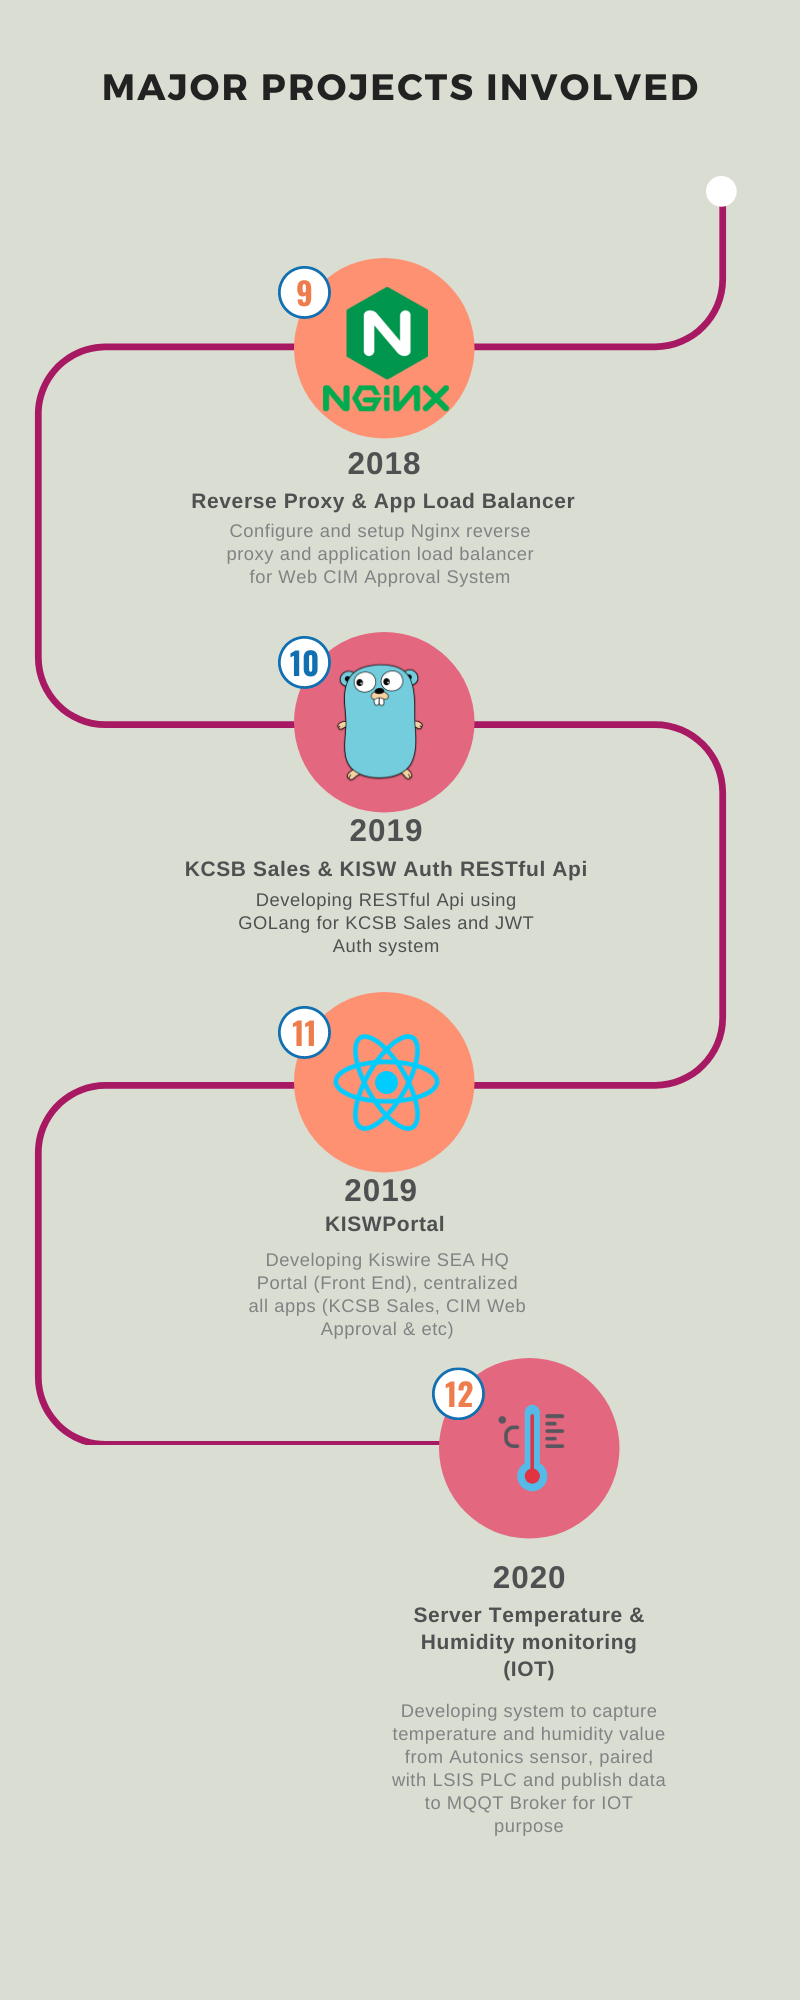 MAJOR PROJECTS INVOLVED
9
N
NGiNX
2018
Reverse Proxy & App Load Balancer
Configure and setup Nginx reverse
proxy and application load balancer
for Web CIM Approval System
10
2019
KCSB Sales & KISW Auth RESTful Api
Developing RESTful Api using
GOLang for KCSB Sales and JWT
Auth system
11
2019
KISWPortal
Developing Kiswire SEA HQ
Portal (Front End), centralized
all apps (KCSB Sales, CIM Web
Approval & etc)
12
°C
2020
Server Temperature &
Humidity monitoring
(IOT)
Developing system to capture
temperature and humidity value
from Autonics sensor, paired
with LSIS PLC and publish data
to MQQT Broker for IOT
purpose